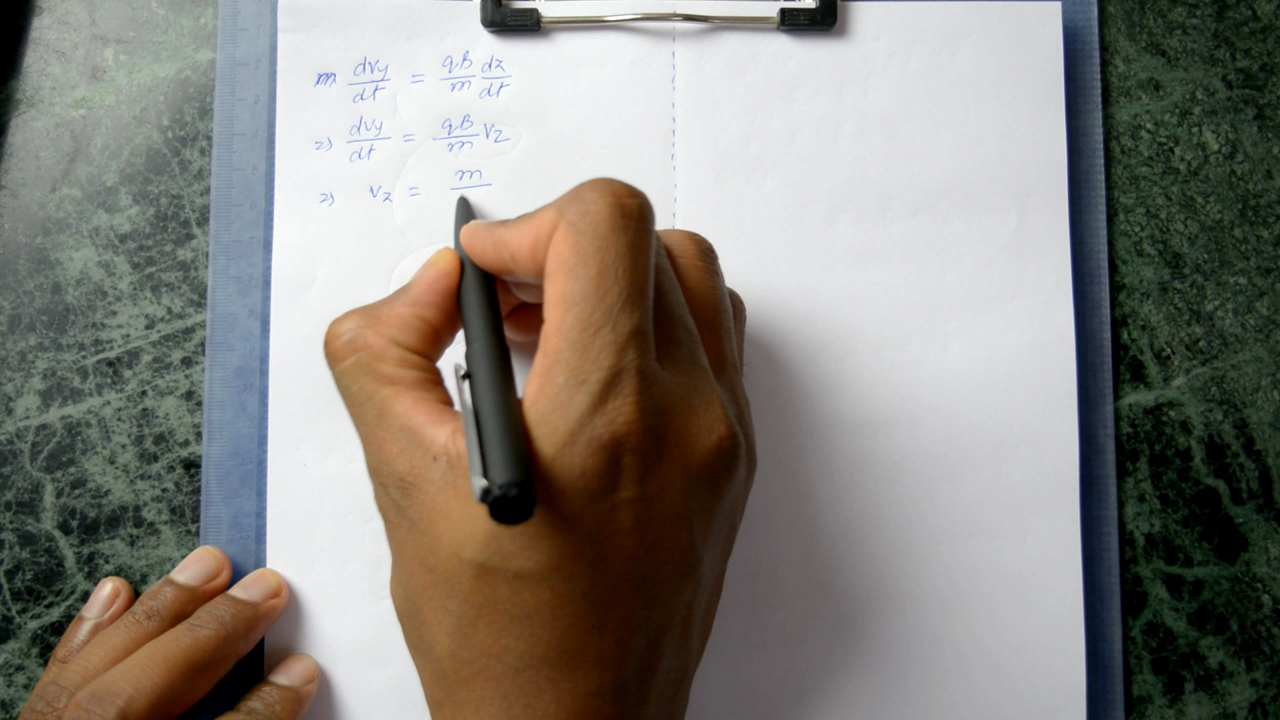 m dvy/dt = qB/m dz/dt
=> dvy/dt = qB/m vz
=> vz = m/